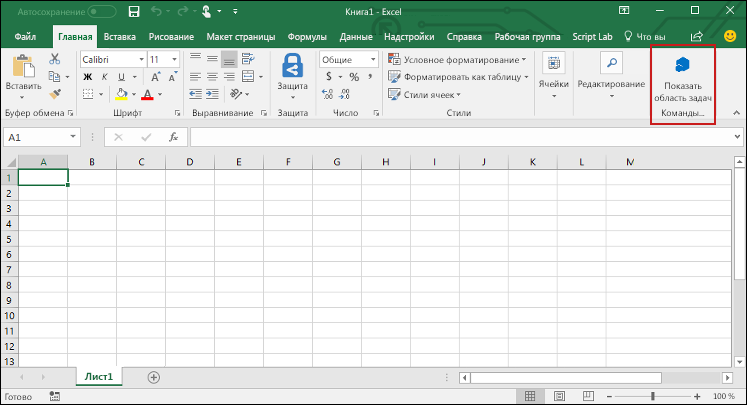 Автосохранение
Книга1 - Excel
Файл Главная Вставка Рисование Макет страницы Формулы Данные Надстройки Справка Рабочая группа Script Lab Что вы
Вставить
Calibri 11
Ж К Ч
Общие
Условное форматирование
Форматировать как таблицу
Стили ячеек
Защита
Ячейки
Редактирование
Показать
область задач
Буфер обмена Шрифт Выравнивание Защита Число Стили Команды...
A1 fx
A B C D E F G H I J K L M
1
2
3
4
5
6
7
8
9
10
11
12
13
Лист1
Готово 100 %